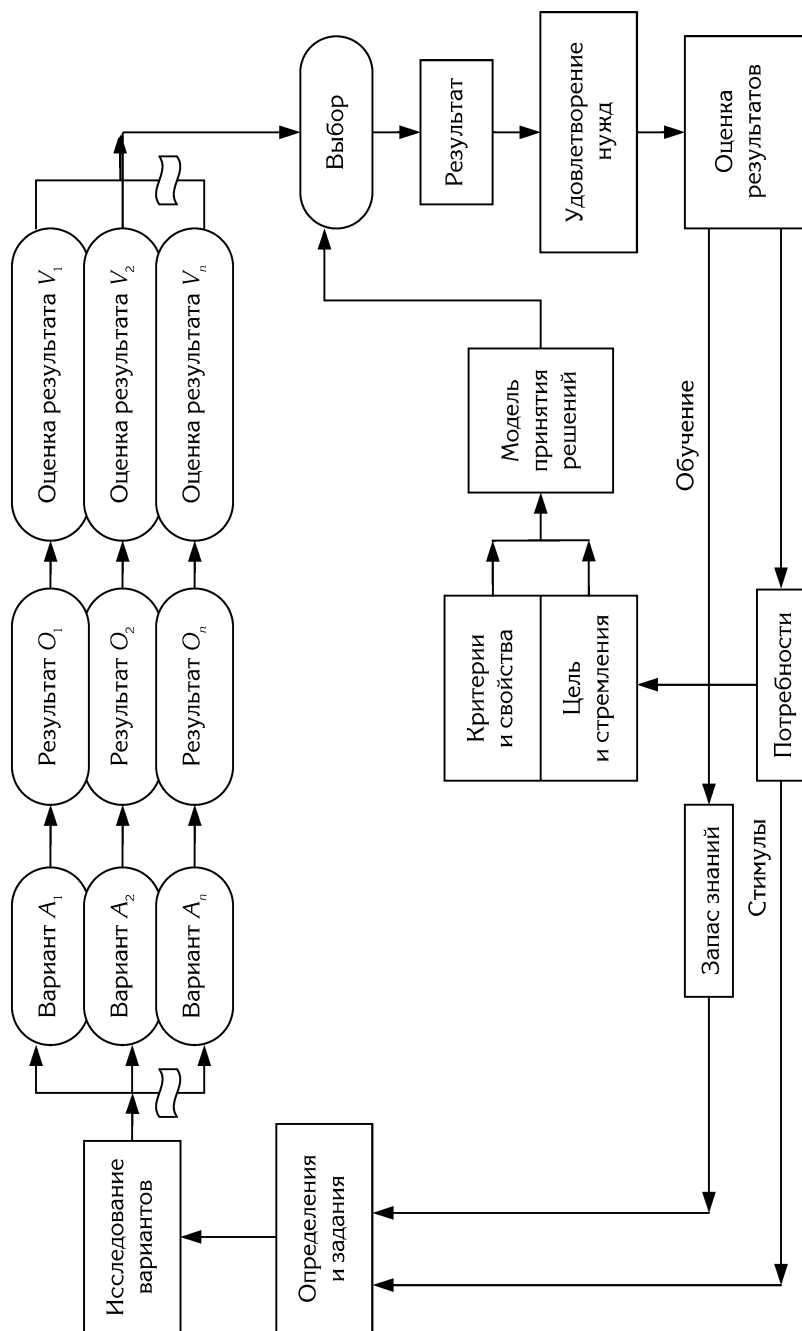 Исследование
вариантов
Определения
и задания
Вариант A1
Вариант A2
Вариант An
Результат O1
Результат O2
Результат On
Оценка результата V1
Оценка результата V2
Оценка результата Vn
Выбор
Результат
Удовлетворение
нужд
Оценка
результатов
Модель
принятия
решений
Критерии
и свойства
Цель
и стремления
Обучение
Потребности
Запас знаний
Стимулы